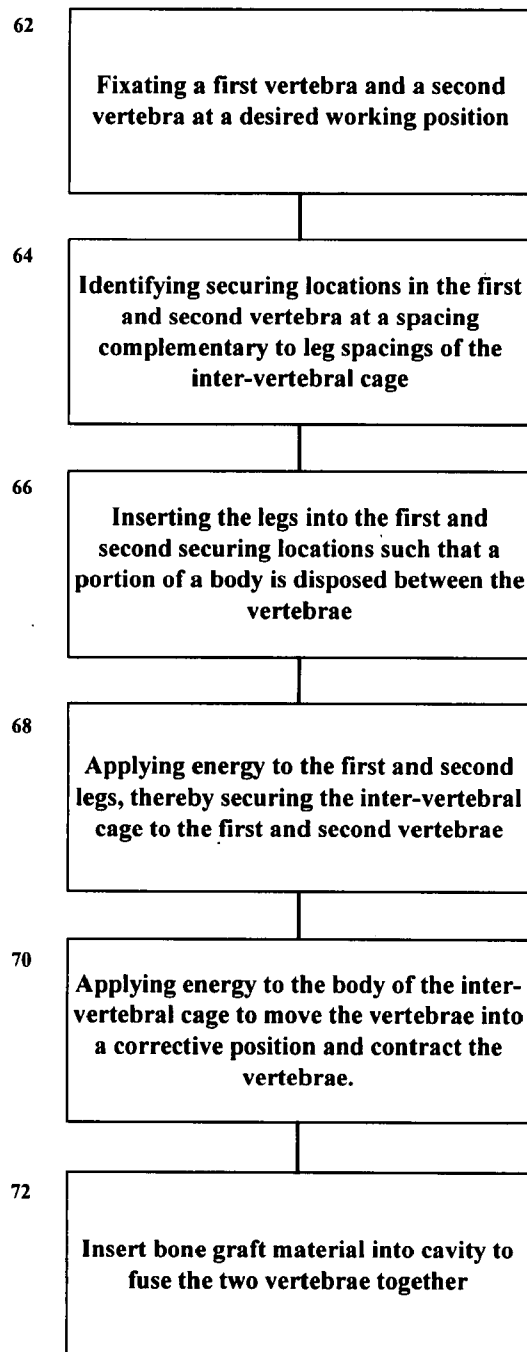 62
Fixating a first vertebra and a second
vertebra at a desired working position
64
Identifying securing locations in the first
and second vertebra at a spacing
complementary to leg spacings of the
inter-vertebral cage
66
Inserting the legs into the first and
second securing locations such that a
portion of a body is disposed between the
vertebrae
68
Applying energy to the first and second
legs, thereby securing the inter-vertebral
cage to the first and second vertebrae
70
Applying energy to the body of the inter-
vertebral cage to move the vertebrae into
a corrective position and contract the
vertebrae.
72
Insert bone graft material into cavity to
fuse the two vertebrae together